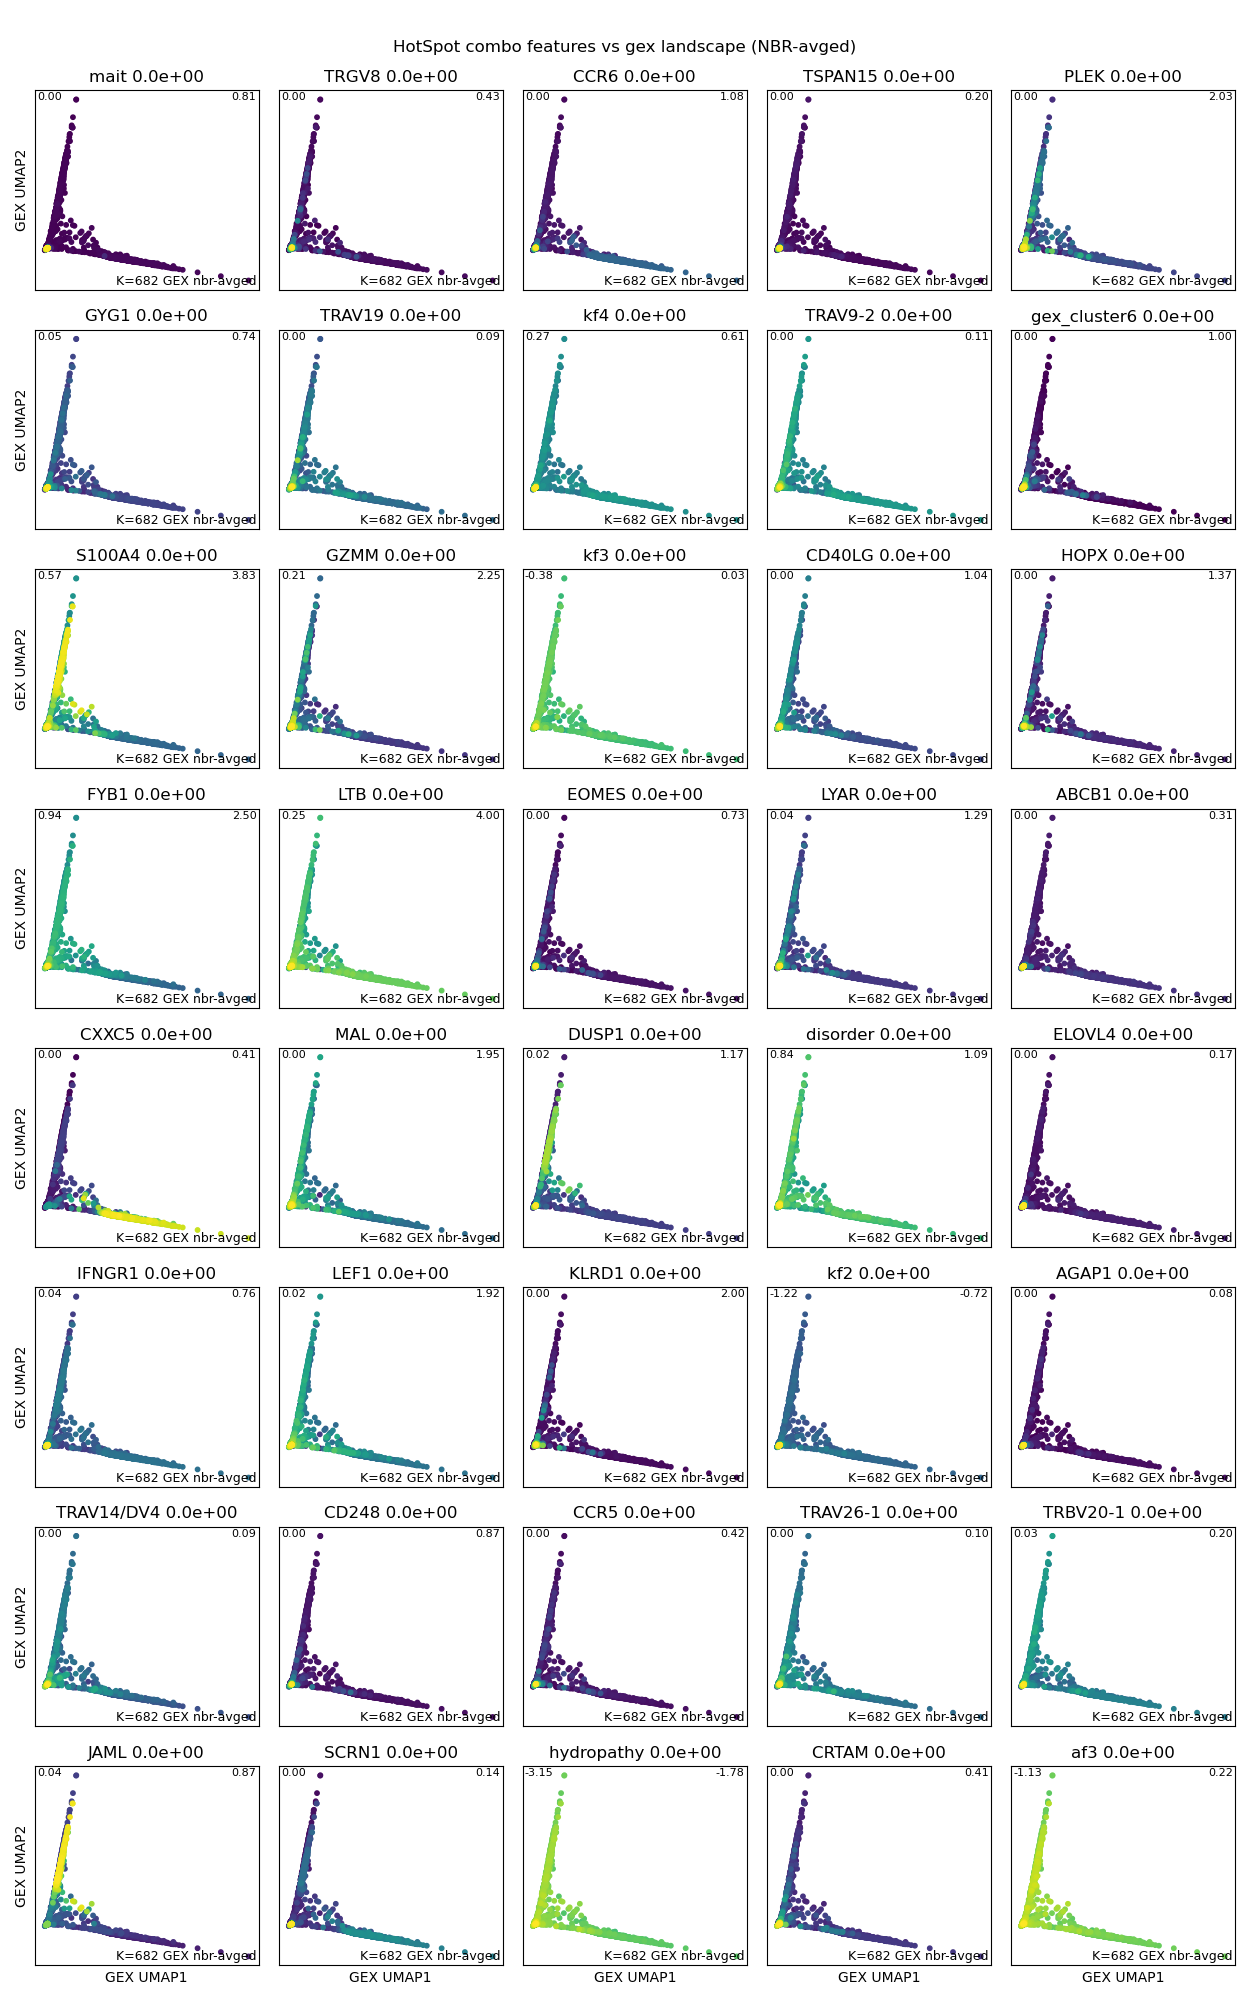 HotSpot combo features vs gex landscape (NBR-avged)
mait 0.0e+00 TRGV8 0.0e+00 CCR6 0.0e+00 TSPAN15 0.0e+00 PLEK 0.0e+00
0.00 0.81 0.00 0.43 0.00 1.08 0.00 0.20 0.00 2.03
GEX UMAP2
K=682 GEX nbr-avged K=682 GEX nbr-avged K=682 GEX nbr-avged K=682 GEX nbr-avged K=682 GEX nbr-avged
GYG1 0.0e+00 TRAV19 0.0e+00 kf4 0.0e+00 TRAV9-2 0.0e+00 gex_cluster6 0.0e+00
0.05 0.74 0.00 0.09 0.27 0.61 0.00 0.11 0.00 1.00
GEX UMAP2
K=682 GEX nbr-avged K=682 GEX nbr-avged K=682 GEX nbr-avged K=682 GEX nbr-avged K=682 GEX nbr-avged
S100A4 0.0e+00 GZMM 0.0e+00 kf3 0.0e+00 CD40LG 0.0e+00 HOPX 0.0e+00
0.57 3.83 0.21 2.25 -0.38 0.03 0.00 1.04 0.00 1.37
GEX UMAP2
K=682 GEX nbr-avged K=682 GEX nbr-avged K=682 GEX nbr-avged K=682 GEX nbr-avged K=682 GEX nbr-avged
FYB1 0.0e+00 LTB 0.0e+00 EOMES 0.0e+00 LYAR 0.0e+00 ABCB1 0.0e+00
0.94 2.50 0.25 4.00 0.00 0.73 0.04 1.29 0.00 0.31
GEX UMAP2
K=682 GEX nbr-avged K=682 GEX nbr-avged K=682 GEX nbr-avged K=682 GEX nbr-avged K=682 GEX nbr-avged
CXXC5 0.0e+00 MAL 0.0e+00 DUSP1 0.0e+00 disorder 0.0e+00 ELOVL4 0.0e+00
0.00 0.41 0.00 1.95 0.02 1.17 0.84 1.09 0.00 0.17
GEX UMAP2
K=682 GEX nbr-avged K=682 GEX nbr-avged K=682 GEX nbr-avged K=682 GEX nbr-avged K=682 GEX nbr-avged
IFNGR1 0.0e+00 LEF1 0.0e+00 KLRD1 0.0e+00 kf2 0.0e+00 AGAP1 0.0e+00
0.04 0.76 0.02 1.92 0.00 2.00 -1.22 -0.72 0.00 0.08
GEX UMAP2
K=682 GEX nbr-avged K=682 GEX nbr-avged K=682 GEX nbr-avged K=682 GEX nbr-avged K=682 GEX nbr-avged
TRAV14/DV4 0.0e+00 CD248 0.0e+00 CCR5 0.0e+00 TRAV26-1 0.0e+00 TRBV20-1 0.0e+00
0.00 0.09 0.00 0.87 0.00 0.42 0.00 0.10 0.03 0.20
GEX UMAP2
K=682 GEX nbr-avged K=682 GEX nbr-avged K=682 GEX nbr-avged K=682 GEX nbr-avged K=682 GEX nbr-avged
JAML 0.0e+00 SCRN1 0.0e+00 hydropathy 0.0e+00 CRTAM 0.0e+00 af3 0.0e+00
0.04 0.87 0.00 0.14 -3.15 -1.78 0.00 0.41 -1.13 0.22
GEX UMAP2
K=682 GEX nbr-avged K=682 GEX nbr-avged K=682 GEX nbr-avged K=682 GEX nbr-avged K=682 GEX nbr-avged
GEX UMAP1 GEX UMAP1 GEX UMAP1 GEX UMAP1 GEX UMAP1